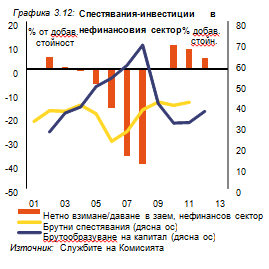 Графика 3.12: Спестявания-инвестиции в
нефинансовия сектор
% от добав. стойност
% добав. стойн.
20 80
10 70
0 60
-10 50
-20 40
-30 30
-40 20
-50 10
0
01 03 05 07 09 11 13
Нетно взимане/даване в заем, нефинансов сектор
Брутни спестявания (дясна ос)
Брутообразуване на капитал (дясна ос)
Източник: Службите на Комисията